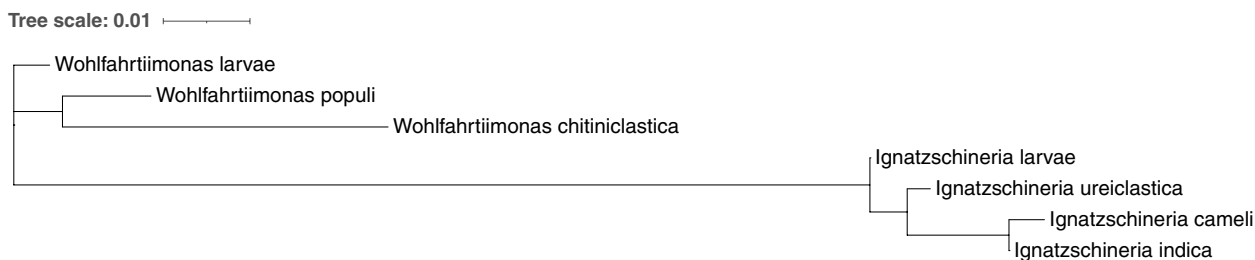 Tree scale: 0.01
Wohlfahrtiimonas larvae
Wohlfahrtiimonas populi
Wohlfahrtiimonas chitiniclastica
Ignatzschineria larvae
Ignatzschineria ureiclastica
Ignatzschineria cameli
Ignatzschineria indica